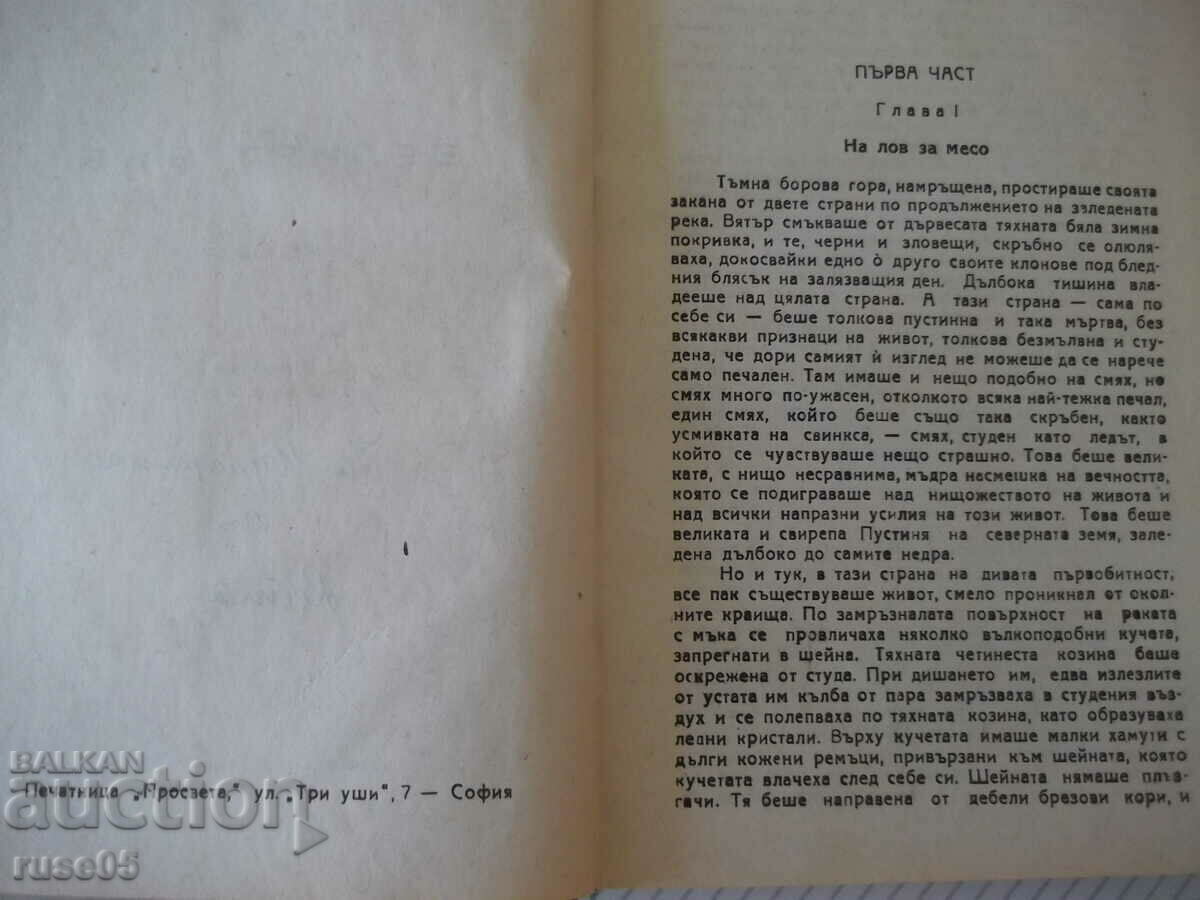 Печатница „Просвета,“ ул. „Три уши“, 7 — София
BALKAN
auction
ruse05
ПЪРВА ЧАСТ
Глава I
На лов за месо
Тъмна борова гора, намръщена, простираше своята
закана от двете страни по продължението на ззледената
река. Вятър смъкваше от дърветата тяхната бяла зимна
покривка, и те, черни и зловещи, скръбно се олюля-
ваха, докосвайки едно о̀ друго своите клонове под блед-
ния блясък на залязващия ден. Дълбока тишина вла-
дееше над цялата страна. А тази страна — сама по
себе си — беше толкова пустинна и така мъртва, без
всякакви признаци на живот, толкова безмълвна и сту-
дена, че дори самият ѝ изглед не можеше да се нарече
само печален. Там имаше и нещо подобно на смях, но
смях много по-ужасен, отколкото всяка най-тежка печал,
един смях, който беше също така скръбен, както
усмивката на свинкса, — смях, студен като ледът, в
който се чувствуваше нещо страшно. Това беше вели-
ката, с нищо несравнима, мъдра насмешка на вечността,
която се подиграваше над нищожеството на живота и
над всички напразни усилия на този живот. Това беше
великата и свирепа Пустиня на северната земя, зале-
дена дълбоко до самите недра.
Но и тук, в тази страна на дивата първобитност,
все пак съществуваше живот, смело проникнал от окол-
ните краища. По замръзналата повърхност на реката
с мъка се провличаха няколко вълкоподобни кучета,
запрегнати в шейна. Тяхната четинеста козина беше
оскрежена от студа. При дишането им, едва излезлите
от устата им кълба от пара замръзваха в студения въз-
дух и се полепваха по тяхната козина, като образуваха
ледни кристали. Върху кучетата имаше малки хамути с
дълги кожени ремъци, привързани към шейната, която
кучетата влачеха след себе си. Шейната нямаше плъз-
гачи. Тя беше направена от дебели брезови кори, и